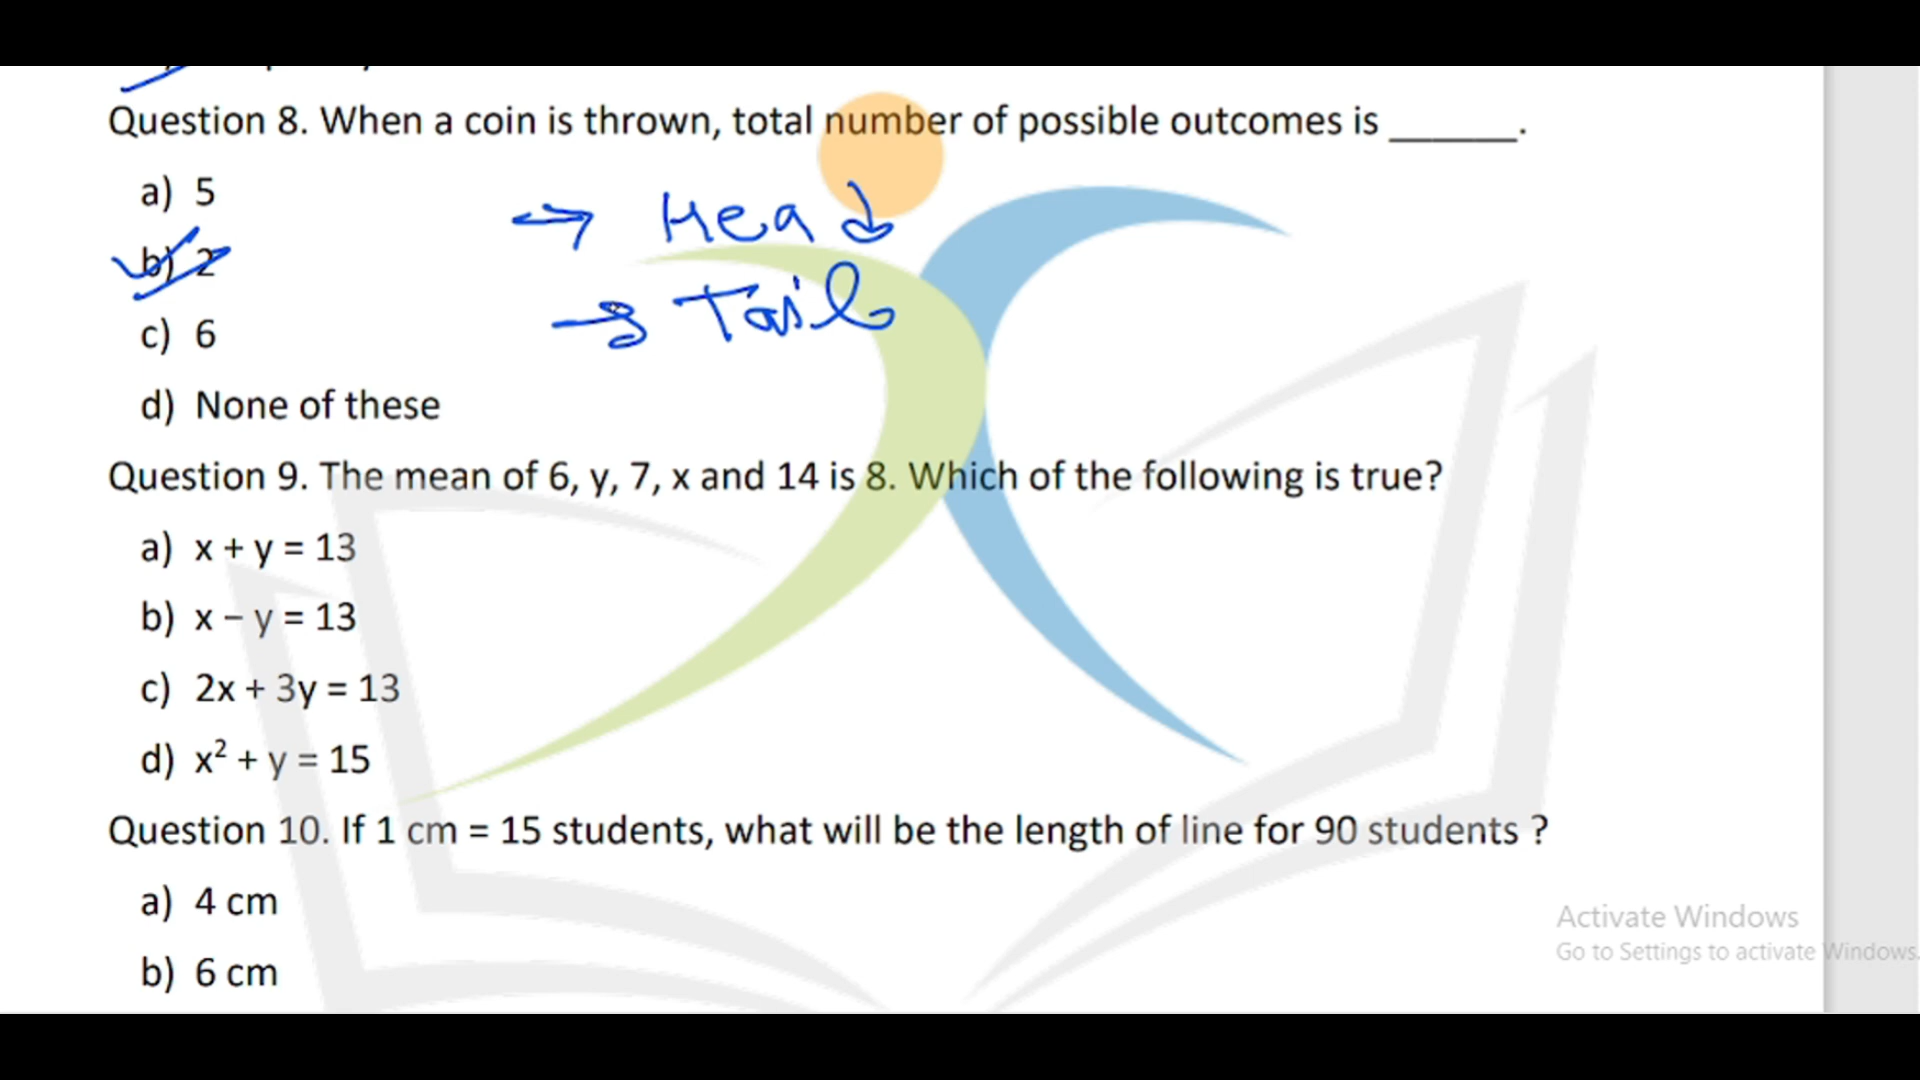 Question 8. When a coin is thrown, total number of possible outcomes is ______.
a) 5
→ Head
b) 2
→ Tail
c) 6
d) None of these
Question 9. The mean of 6, y, 7, x and 14 is 8. Which of the following is true?
a) x + y = 13
b) x – y = 13
c) 2x + 3y = 13
d) x² + y = 15
Question 10. If 1 cm = 15 students, what will be the length of line for 90 students ?
a) 4 cm
Activate Windows
Go to Settings to activate Windows.
b) 6 cm